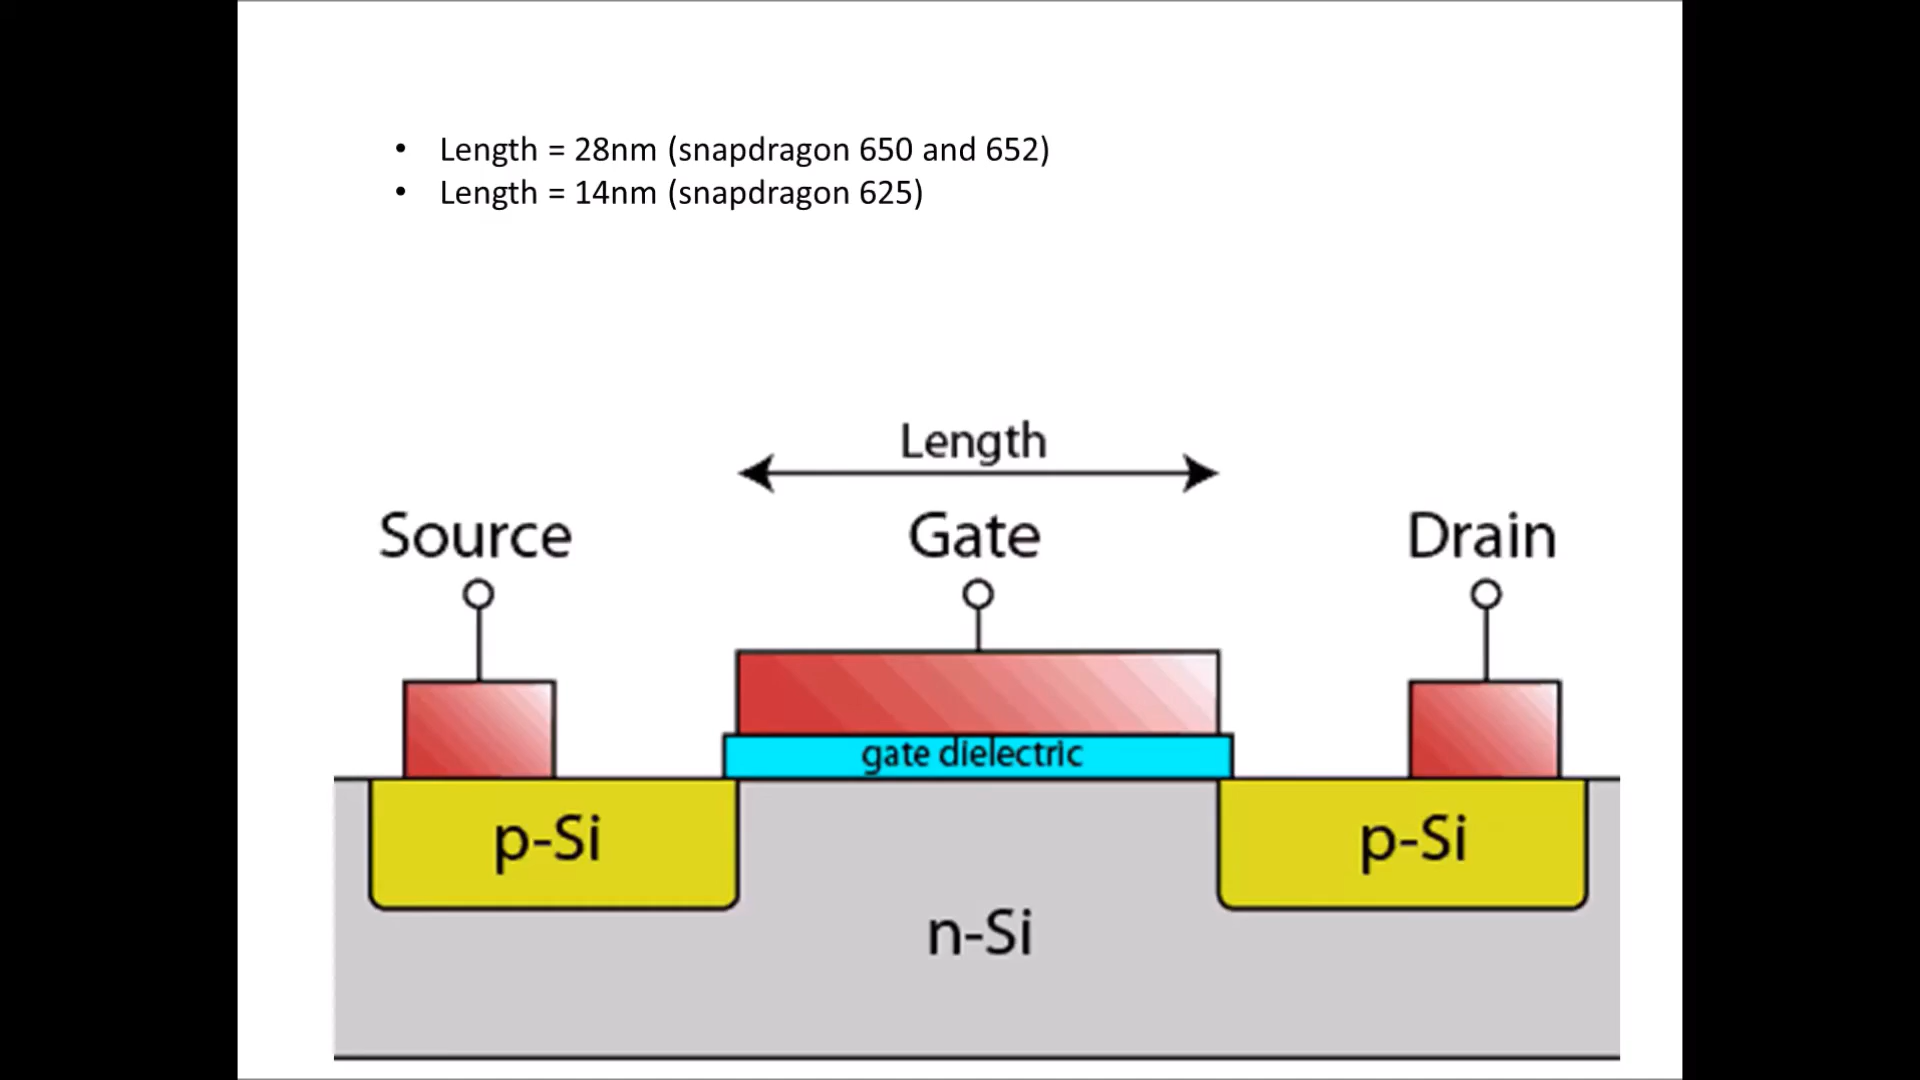 • Length = 28nm (snapdragon 650 and 652)
• Length = 14nm (snapdragon 625)
Length
Source Gate Drain
gate dielectric
p-Si p-Si
n-Si